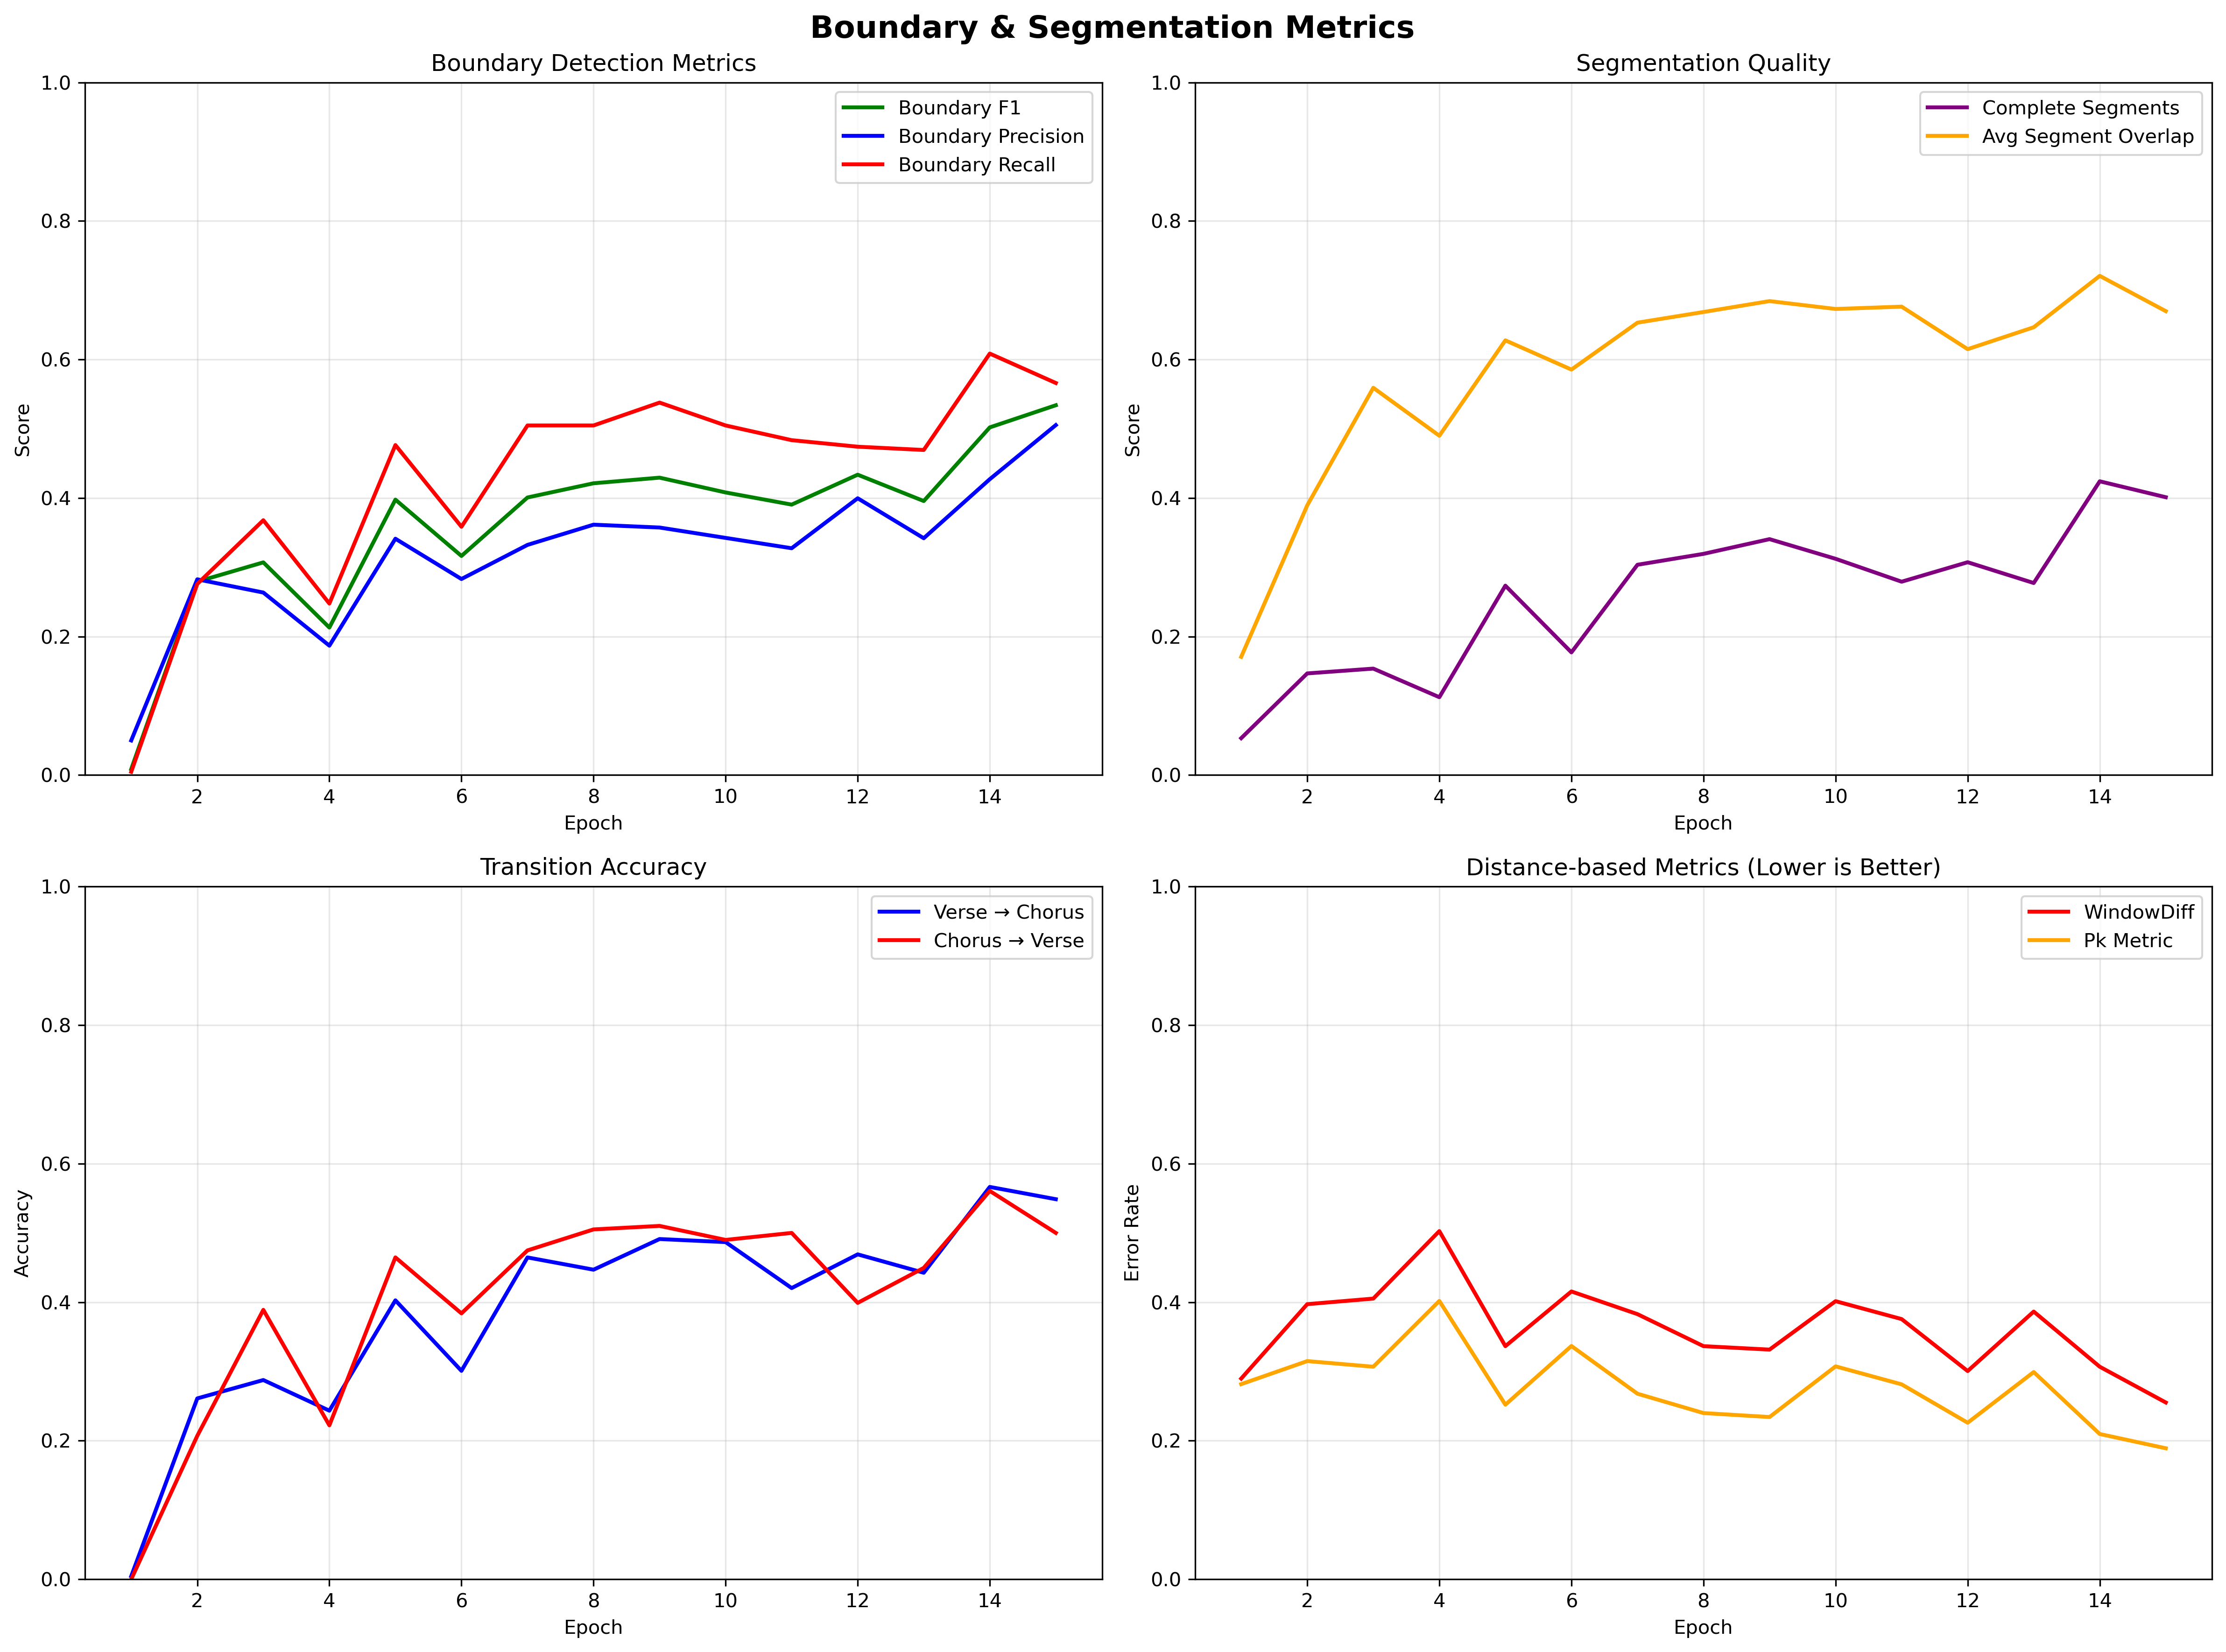 Boundary & Segmentation Metrics
Boundary Detection Metrics
1.0
0.8
0.6
0.4
0.2
0.0
Score
2 4 6 8 10 12 14
Epoch
Boundary F1
Boundary Precision
Boundary Recall
Segmentation Quality
1.0
0.8
0.6
0.4
0.2
0.0
Score
2 4 6 8 10 12 14
Epoch
Complete Segments
Avg Segment Overlap
Transition Accuracy
1.0
0.8
0.6
0.4
0.2
0.0
Accuracy
2 4 6 8 10 12 14
Epoch
Verse → Chorus
Chorus → Verse
Distance-based Metrics (Lower is Better)
1.0
0.8
0.6
0.4
0.2
0.0
Error Rate
2 4 6 8 10 12 14
Epoch
WindowDiff
Pk Metric